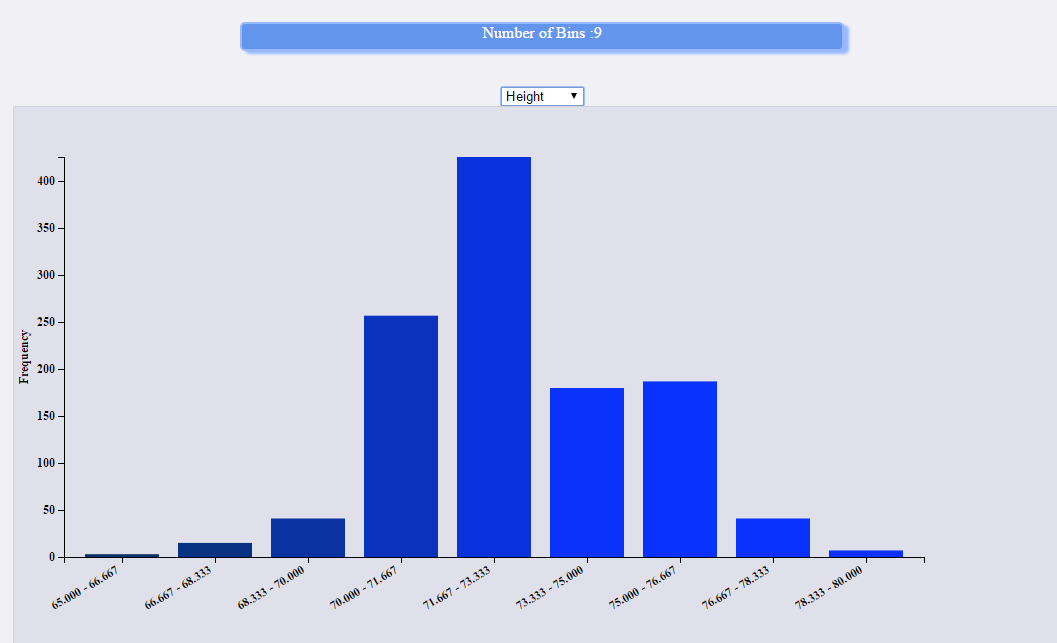 Number of Bins :9
Height
Frequency
400
350
300
250
200
150
100
50
0
65.000 - 66.667
66.667 - 68.333
68.333 - 70.000
70.000 - 71.667
71.667 - 73.333
73.333 - 75.000
75.000 - 76.667
76.667 - 78.333
78.333 - 80.000